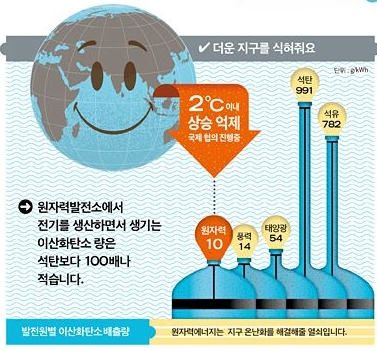 ✔ 더운 지구를 식혀줘요
단위 : g/kWh
2℃이내
상승 억제
국제 협의 진행중
석탄
991
석유
782
원자력
10
풍력
14
태양광
54
원자력발전소에서
전기를 생산하면서 생기는
이산화탄소 량은
석탄보다 100배나
적습니다.
발전원별 이산화탄소 배출량
원자력에너지는 지구 온난화를 해결해줄 열쇠입니다.